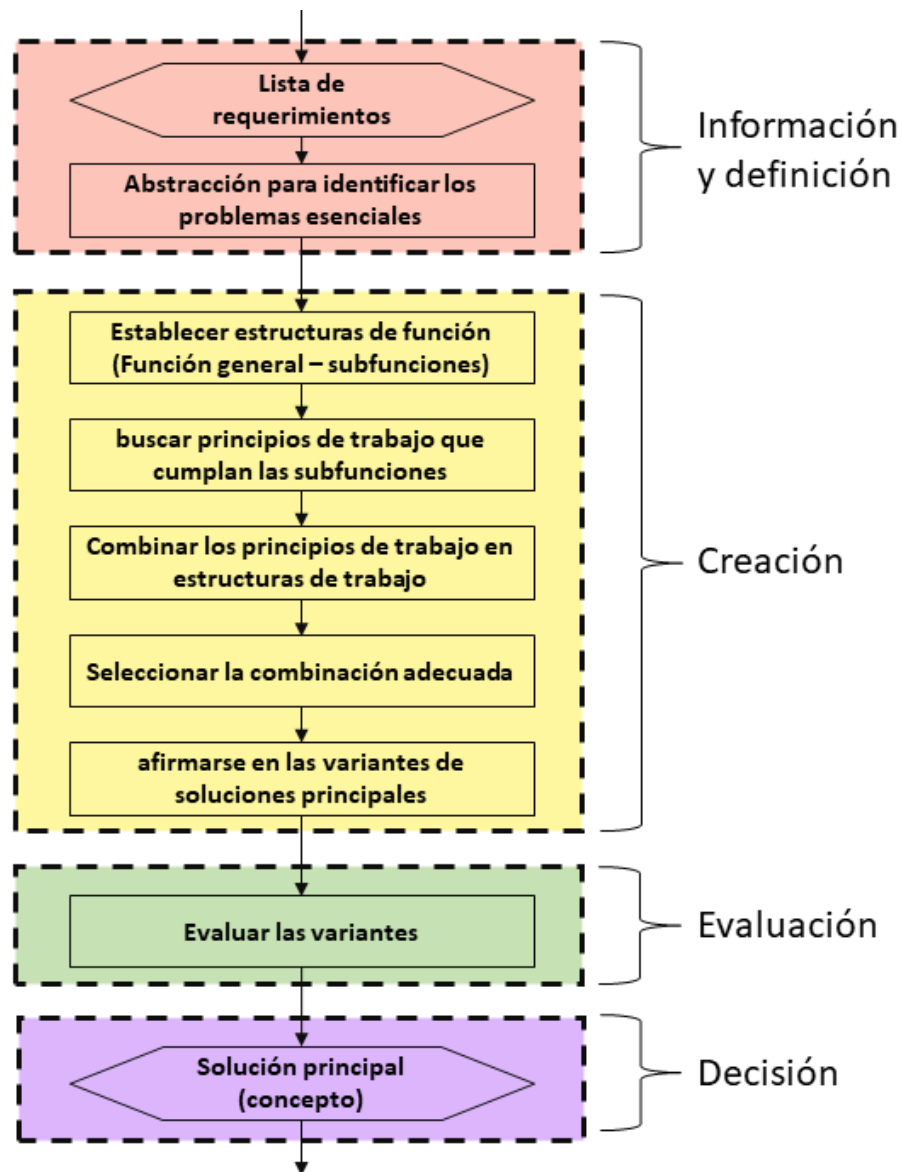 Lista de
requerimientos
Abstracción para identificar los
problemas esenciales
Información
y definición
Establecer estructuras de función
(Función general – subfunciones)
buscar principios de trabajo que
cumplan las subfunciones
Combinar los principios de trabajo en
estructuras de trabajo
Seleccionar la combinación adecuada
afirmarse en las variantes de
soluciones principales
Creación
Evaluar las variantes
Evaluación
Solución principal
(concepto)
Decisión